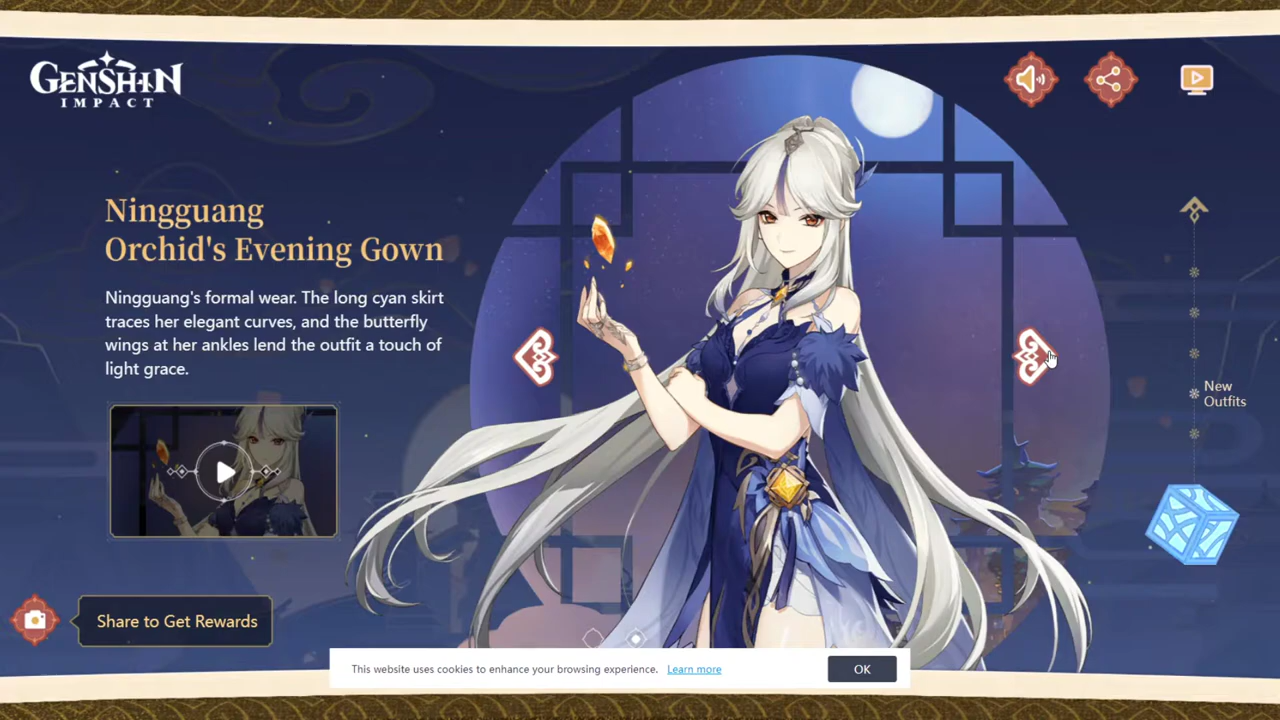 GENSHIN
IMPACT
Ningguang
Orchid's Evening Gown
Ningguang's formal wear. The long cyan skirt
traces her elegant curves, and the butterfly
wings at her ankles lend the outfit a touch of
light grace.
New
Outfits
Share to Get Rewards
This website uses cookies to enhance your browsing experience. Learn more
OK